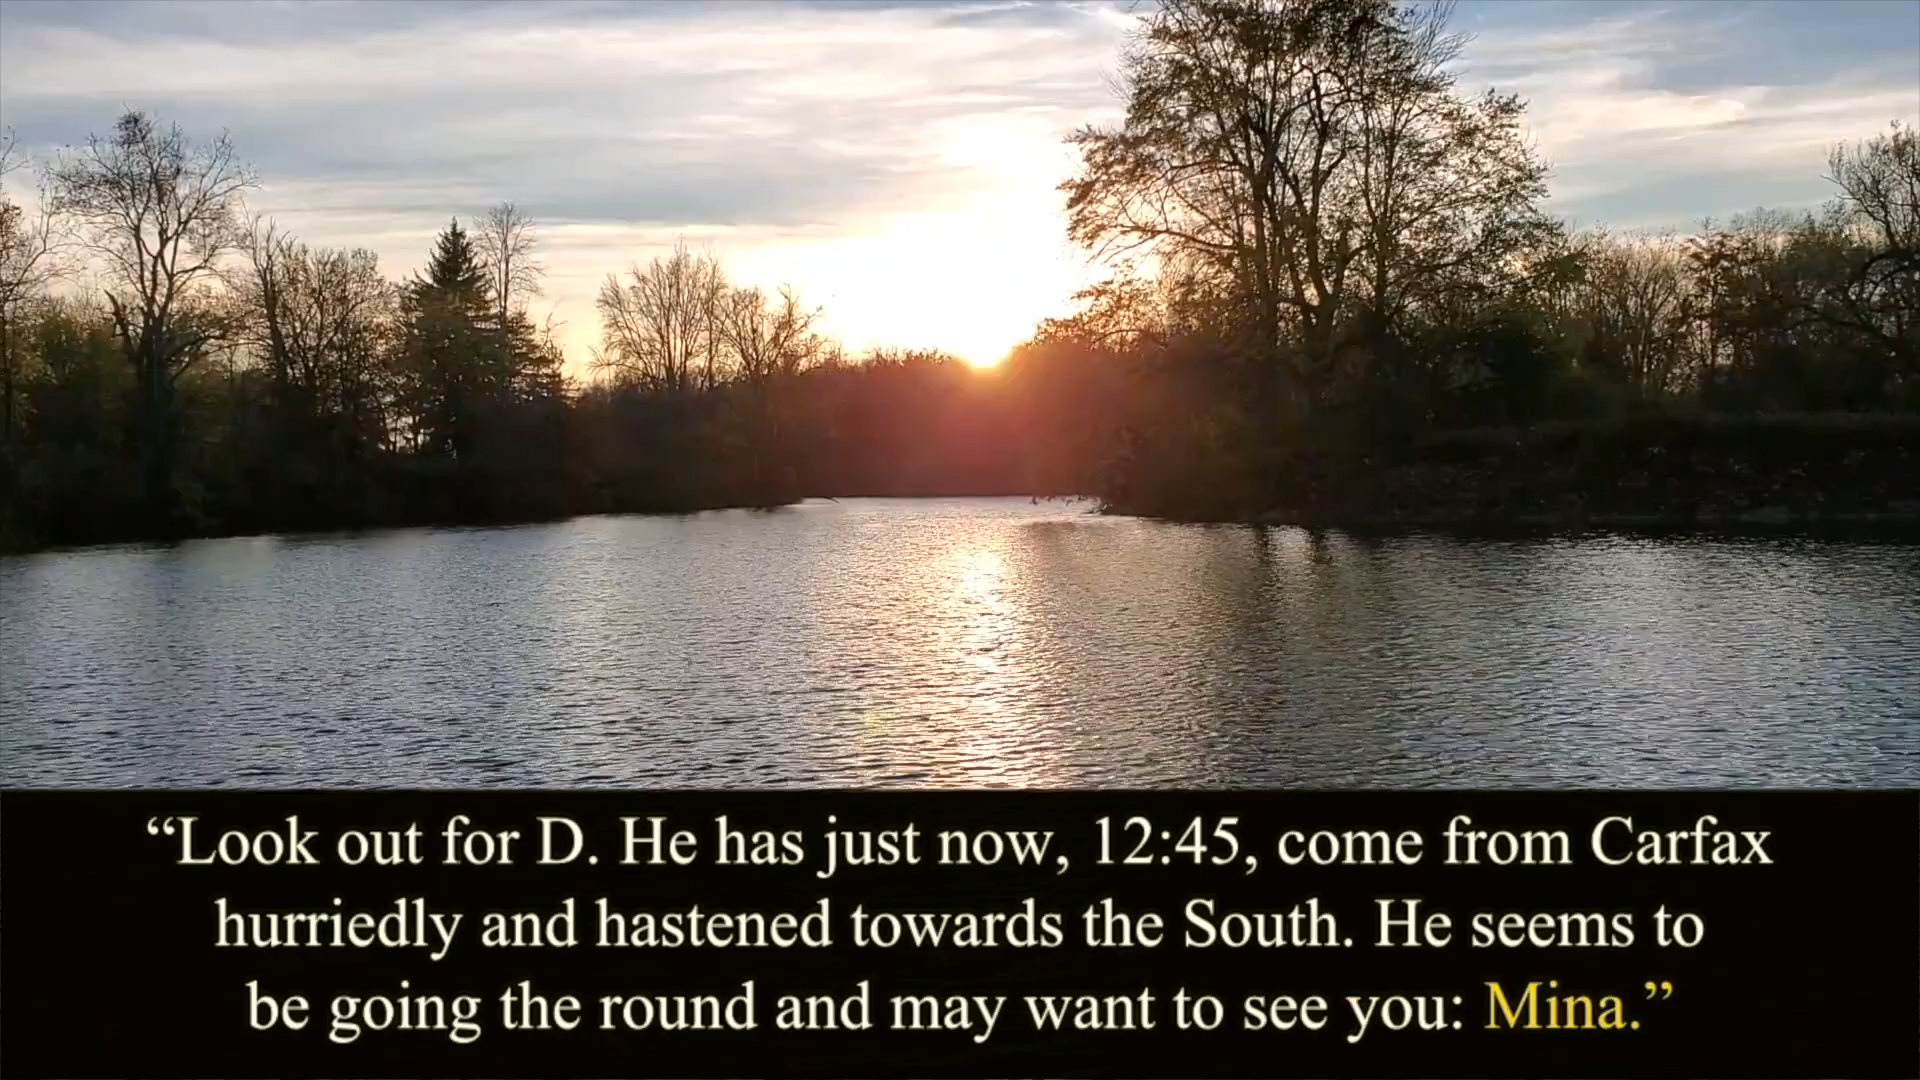 “Look out for D. He has just now, 12:45, come from Carfax
hurriedly and hastened towards the South. He seems to
be going the round and may want to see you: Mina.”